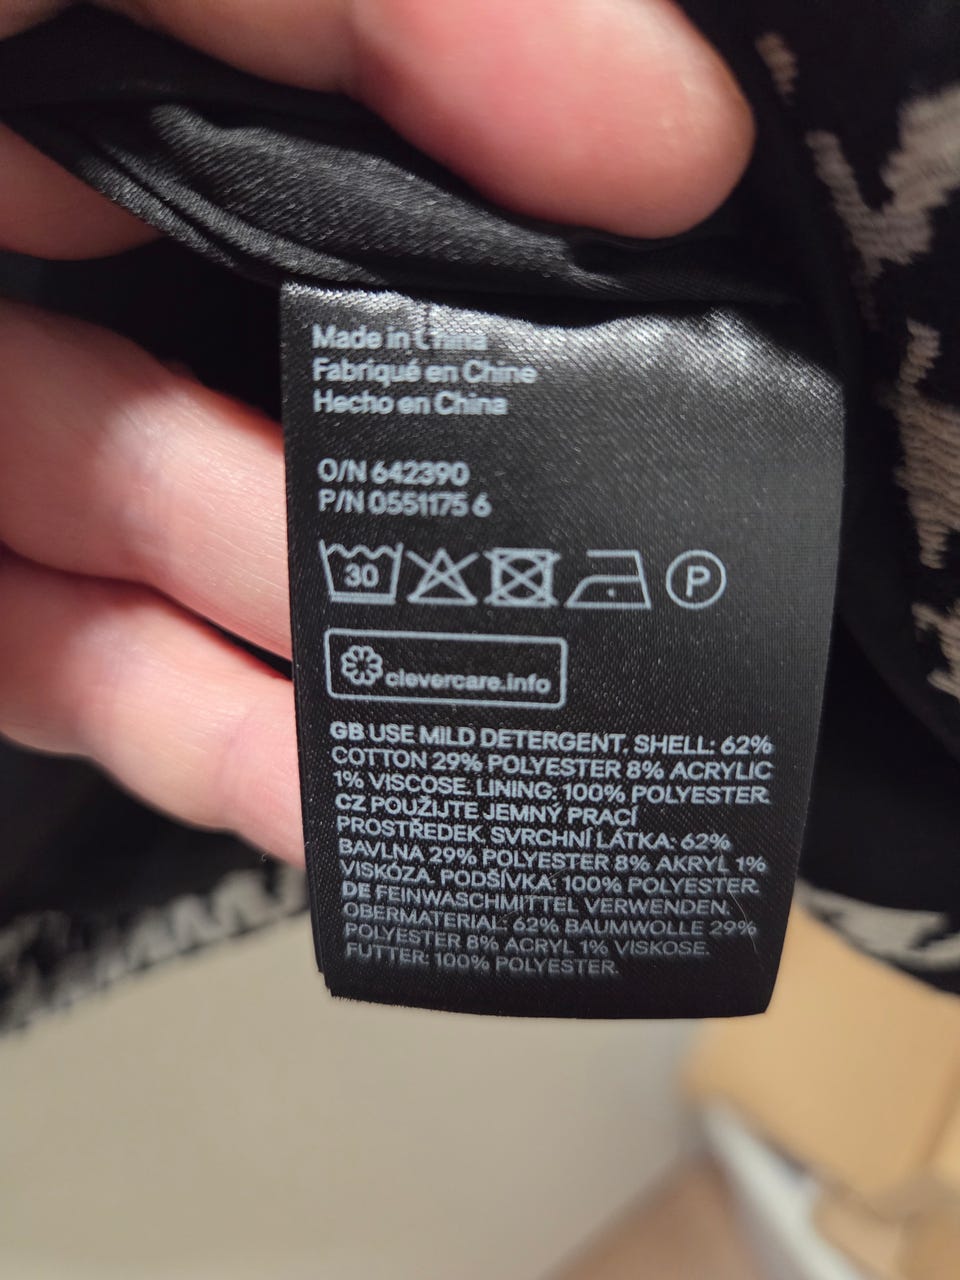 Made in China
Fabriqué en Chine
Hecho en China
O/N 642390
P/N 0551175 6
30 P
clevercare.info
GB USE MILD DETERGENT. SHELL: 62%
COTTON 29% POLYESTER 8% ACRYLIC
1% VISCOSE. LINING: 100% POLYESTER.
CZ POUŽIJTE JEMNÝ PRACÍ
PROSTŘEDEK. SVRCHNÍ LÁTKA: 62%
BAVLNA 29% POLYESTER 8% AKRYL 1%
VISKÓZA. PODŠÍVKA: 100% POLYESTER.
DE FEINWASCHMITTEL VERWENDEN.
OBERMATERIAL: 62% BAUMWOLLE 29%
POLYESTER 8% ACRYL 1% VISKOSE.
FUTTER: 100% POLYESTER.